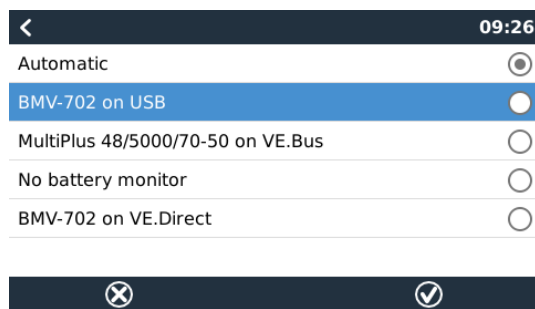 09:26
Automatic
BMV-702 on USB
MultiPlus 48/5000/70-50 on VE.Bus
No battery monitor
BMV-702 on VE.Direct